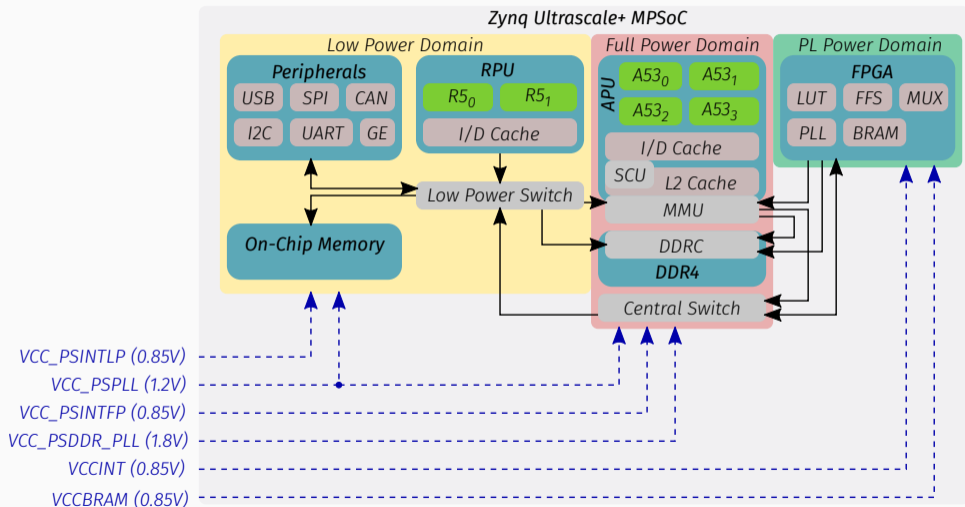 Zynq Ultrascale+ MPSoC
Low Power Domain
Full Power Domain
PL Power Domain
Peripherals
USB SPI CAN
I2C UART GE
RPU
R5₀ R5₁
I/D Cache
Low Power Switch
On-Chip Memory
APU
A53₀ A53₁
A53₂ A53₃
I/D Cache
SCU
L2 Cache
MMU
DDRC
DDR4
Central Switch
FPGA
LUT FFS MUX
PLL BRAM
VCC_PSINTLP (0.85V)
VCC_PSPLL (1.2V)
VCC_PSINTFP (0.85V)
VCC_PSDDR_PLL (1.8V)
VCCINT (0.85V)
VCCBRAM (0.85V)